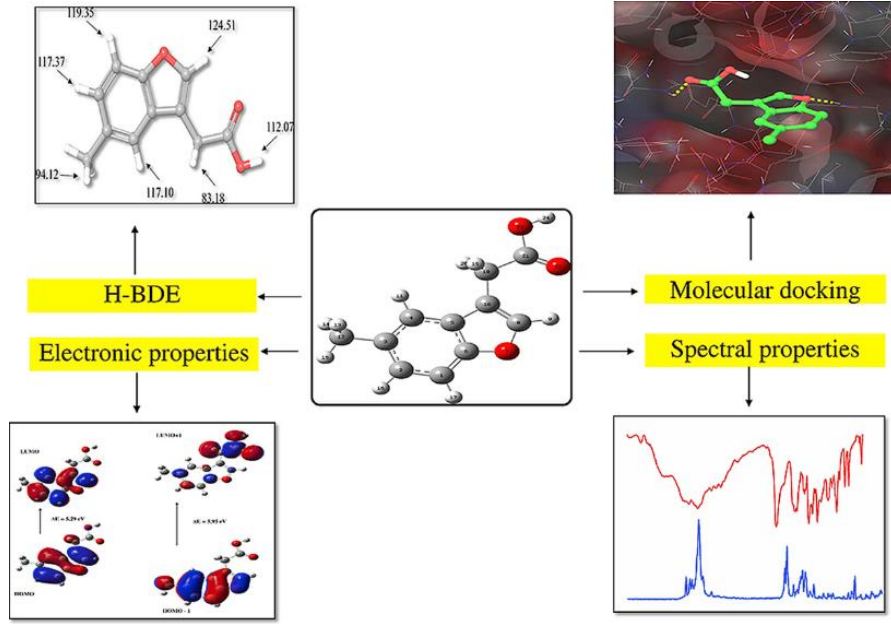 119.35
124.51
117.37
112.07
94.12
117.10
83.18
H-BDE
Molecular docking
Electronic properties
Spectral properties
LUMO
LUMO+1
ΔE = 5.29 eV
ΔE = 5.95 eV
HOMO
HOMO - 1